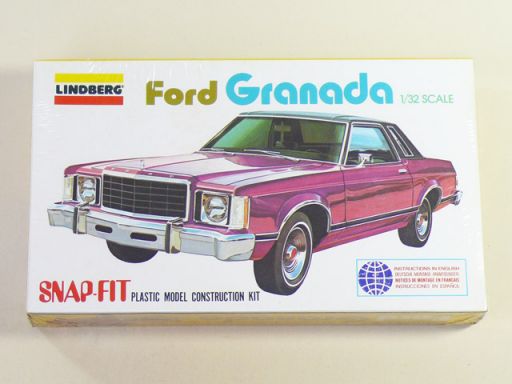 LINDBERG
Ford Granada
1/32 SCALE
SNAP-FIT PLASTIC MODEL CONSTRUCTION KIT
INSTRUCTIONS IN ENGLISH
NOTICES DE MONTAGE EN FRANÇAIS
INSTRUCCIONES EN ESPAÑOL